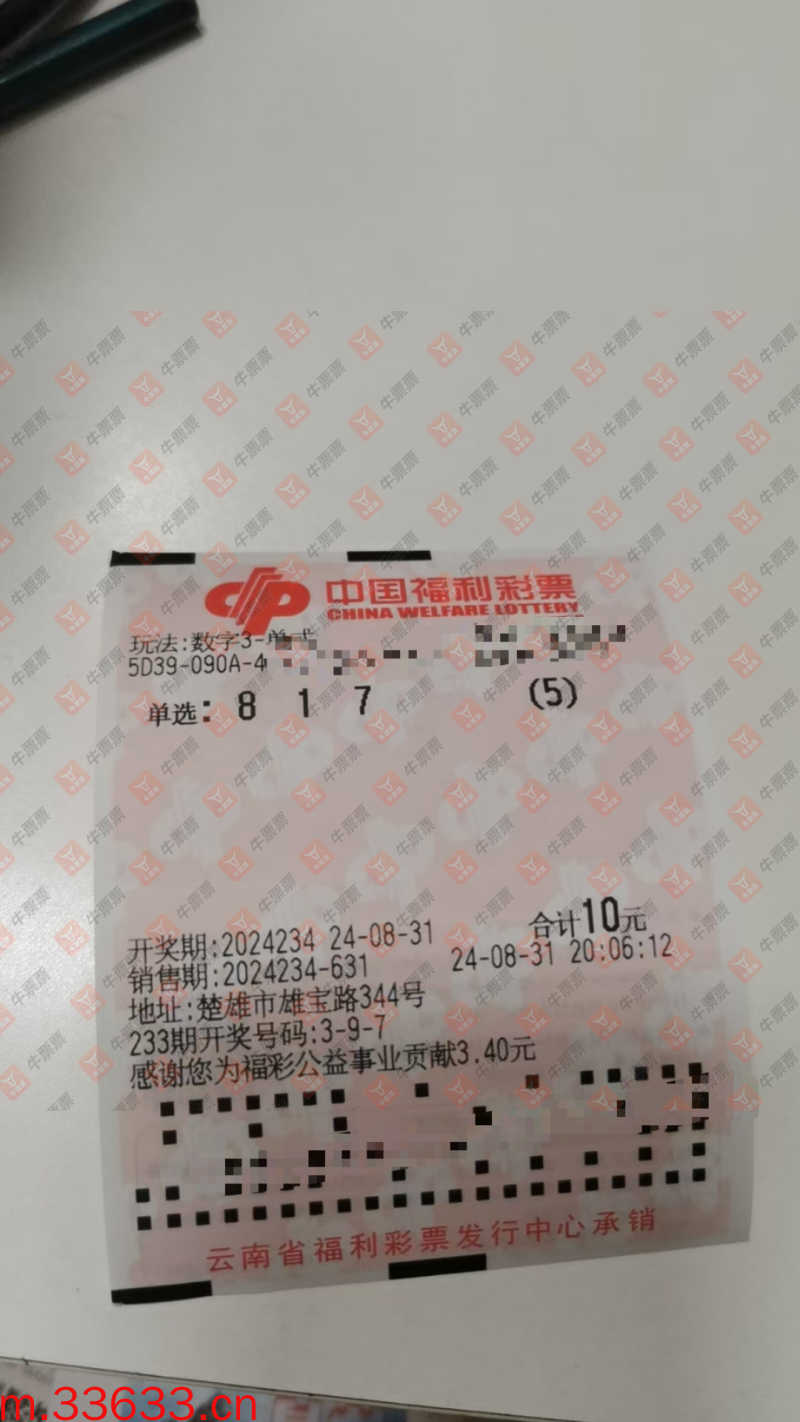 中国福利彩票
CHINA WELFARE LOTTERY
玩法:数字3-单式
5D39-090A-4
单选: 8 1 7 (5)
合计10元
开奖期:2024234 24-08-31
销售期:2024234-631 24-08-31 20:06:12
地址:楚雄市雄宝路344号
233期开奖号码:3-9-7
感谢您为福彩公益事业贡献3.40元
云南省福利彩票发行中心承销
牛票票
m.33633.cn